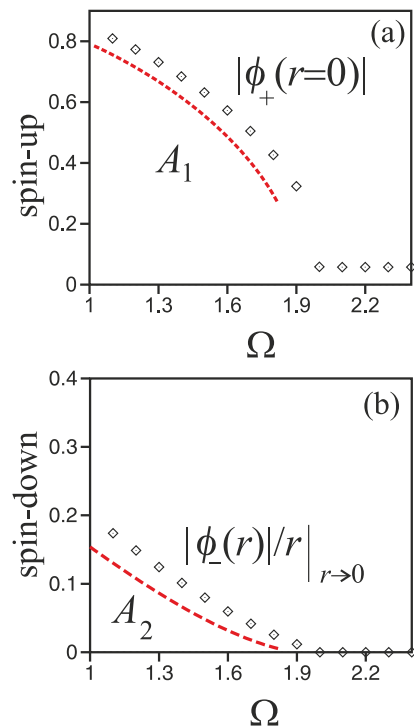 (a)
|ϕ₊(r=0)|
A₁
spin-up
0.8
0.6
0.4
0.2
0
1 1.3 1.6 1.9 2.2
Ω
(b)
|ϕ₋(r)|/r|ᵣ→₀
A₂
spin-down
0.4
0.3
0.2
0.1
0
1 1.3 1.6 1.9 2.2
Ω